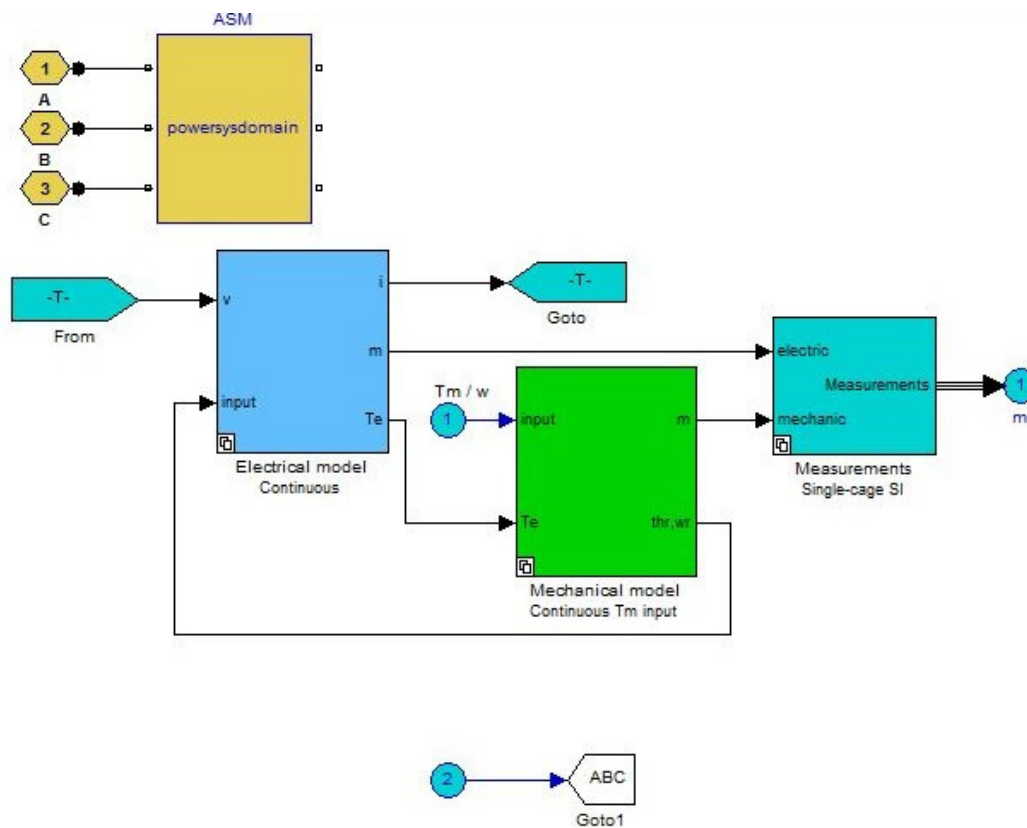 ASM
1
A
2
B
3
C
powersysdomain
-T-
From
v
input
i
m
Te
Electrical model
Continuous
-T-
Goto
Tm / w
1
input
Te
m
thr,wr
Mechanical model
Continuous Tm input
electric
mechanic
Measurements
Measurements
Single-cage SI
1
m
2
ABC
Goto1